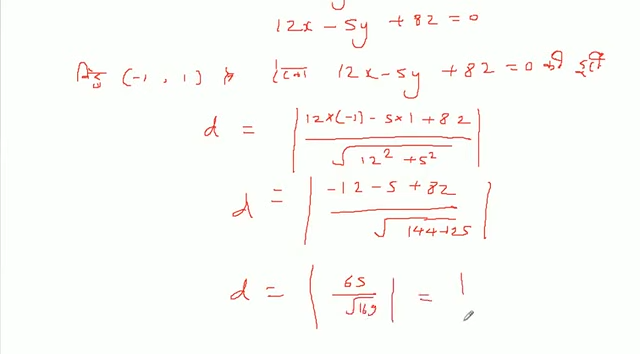 12x - 5y + 82 = 0
बिंदु (-1, 1) से रेखा 12x - 5y + 82 = 0 की दूरी
d = | 12×(-1) - 5×1 + 82 / √(12² + 5²) |
d = | -12 - 5 + 82 / √(144+25) |
d = | 65 / √169 | = |